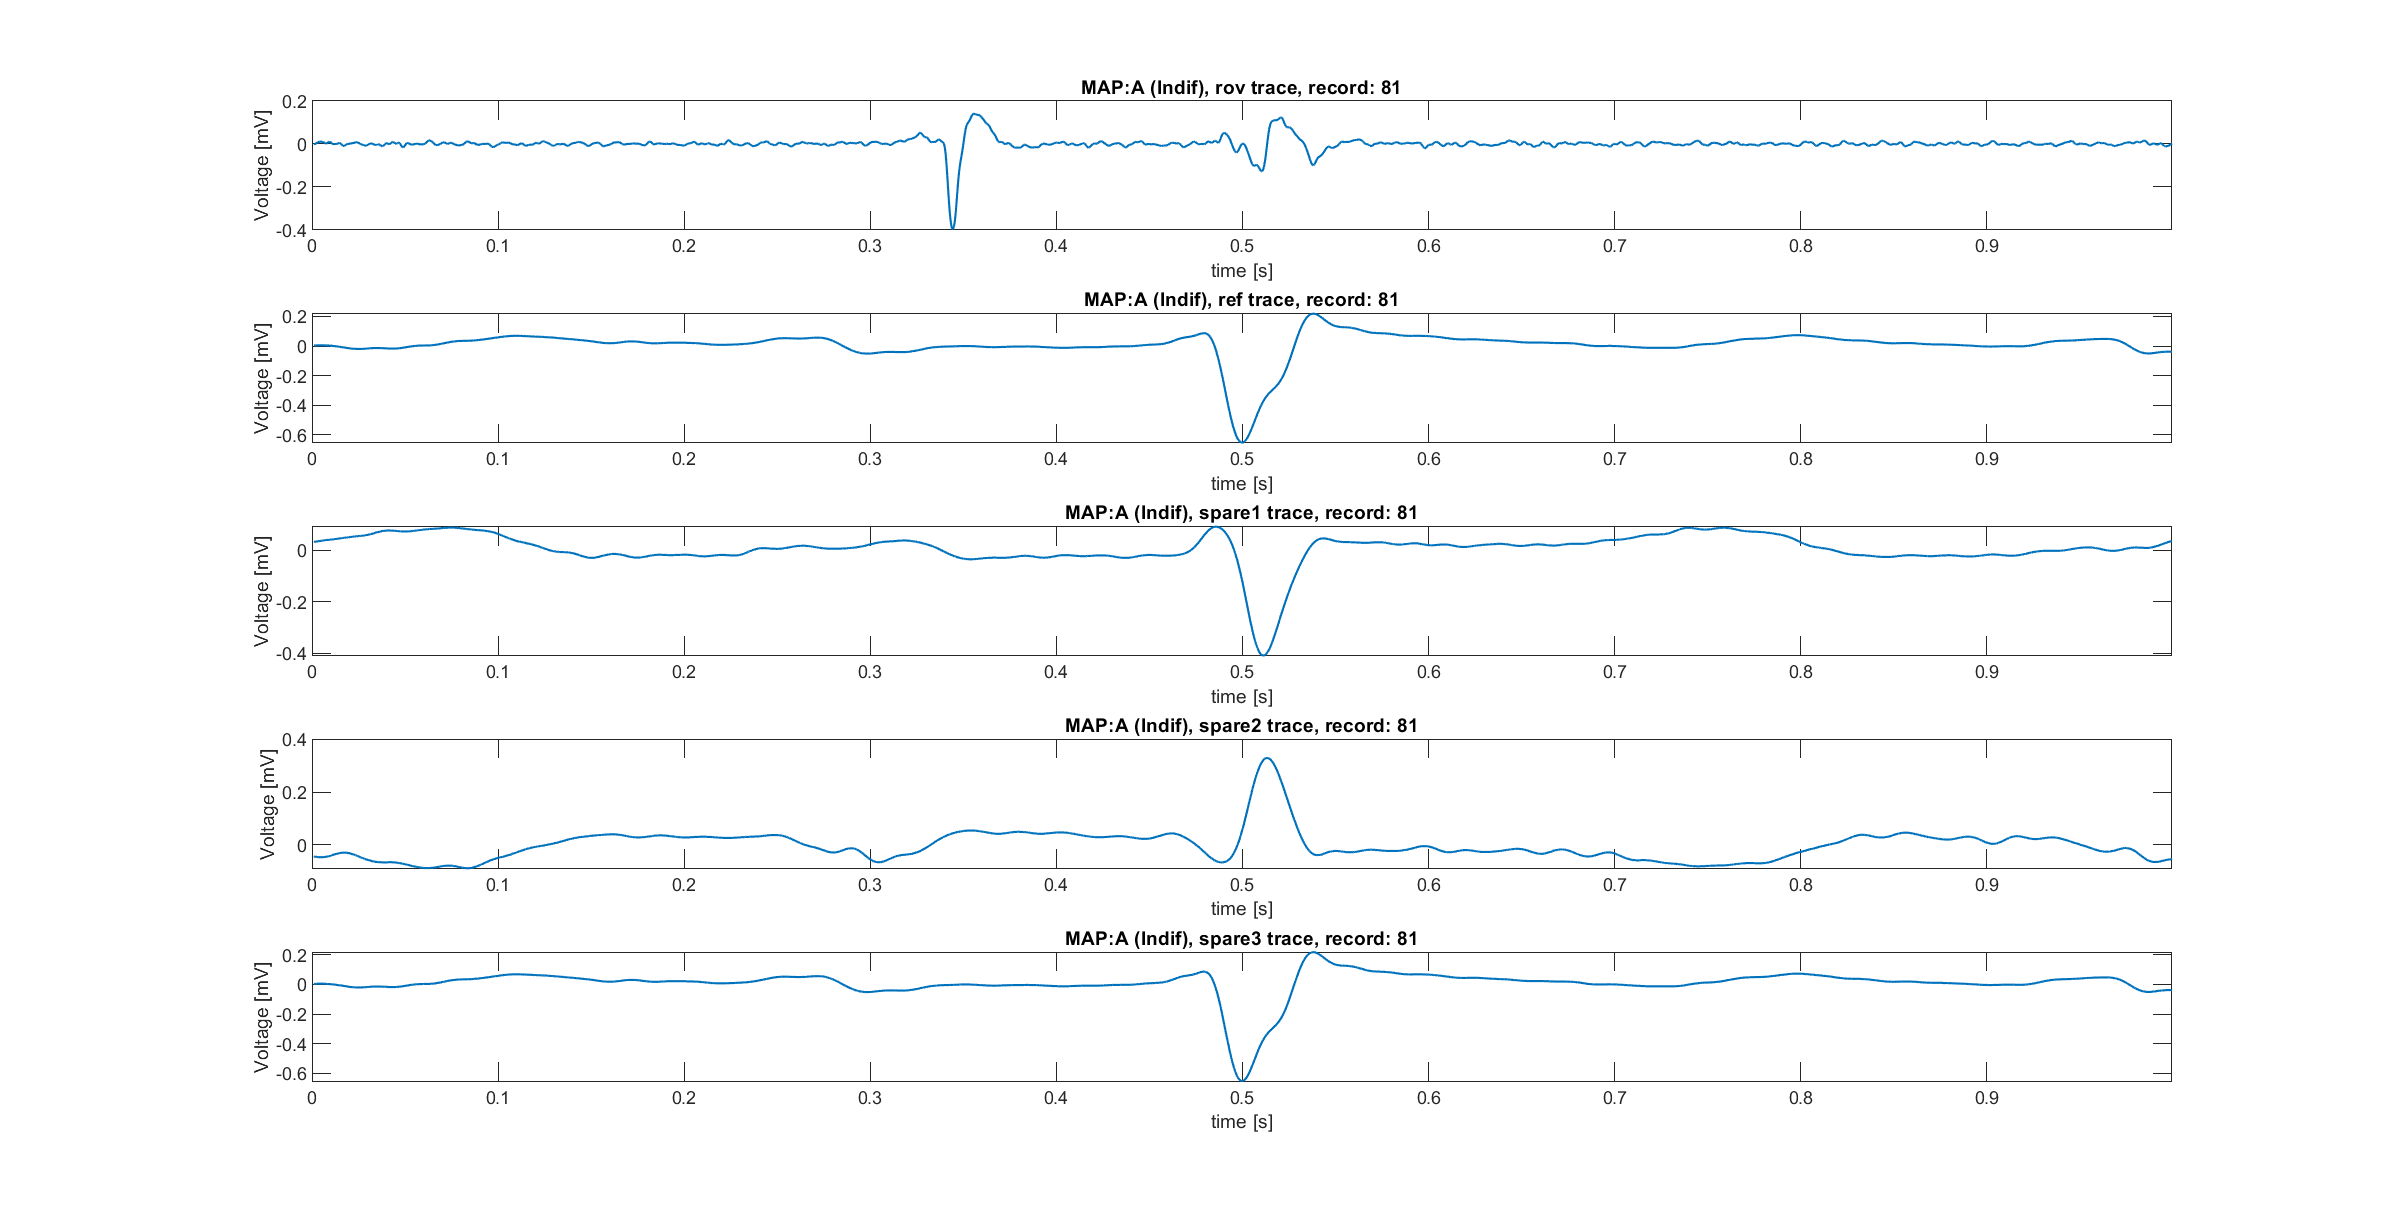 MAP:A (Indif), rov trace, record: 81
Voltage [mV]
0.2
0
-0.2
-0.4
0 0.1 0.2 0.3 0.4 0.5 0.6 0.7 0.8 0.9
time [s]
MAP:A (Indif), ref trace, record: 81
Voltage [mV]
0.2
0
-0.2
-0.4
-0.6
0 0.1 0.2 0.3 0.4 0.5 0.6 0.7 0.8 0.9
time [s]
MAP:A (Indif), spare1 trace, record: 81
Voltage [mV]
0
-0.2
-0.4
0 0.1 0.2 0.3 0.4 0.5 0.6 0.7 0.8 0.9
time [s]
MAP:A (Indif), spare2 trace, record: 81
Voltage [mV]
0.4
0.2
0
0 0.1 0.2 0.3 0.4 0.5 0.6 0.7 0.8 0.9
time [s]
MAP:A (Indif), spare3 trace, record: 81
Voltage [mV]
0.2
0
-0.2
-0.4
-0.6
0 0.1 0.2 0.3 0.4 0.5 0.6 0.7 0.8 0.9
time [s]